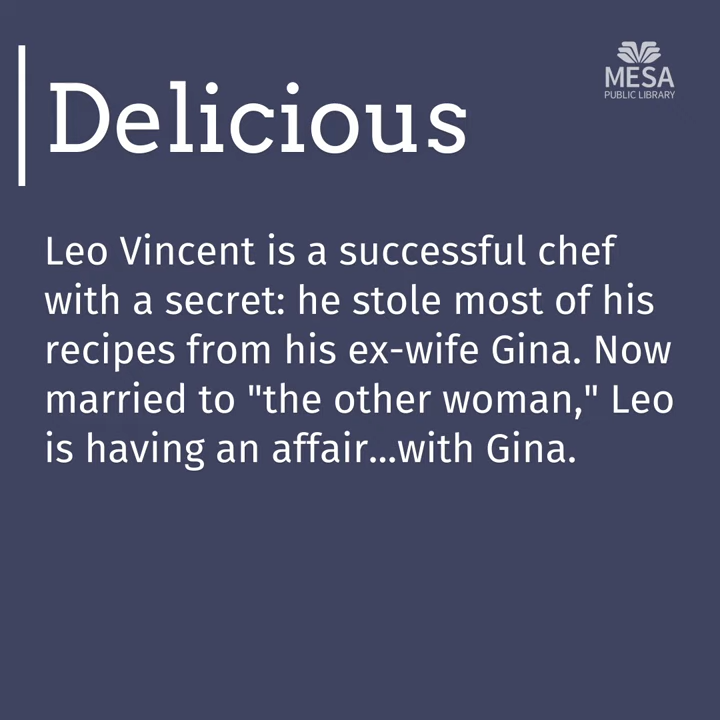 MESA
PUBLIC LIBRARY
Delicious
Leo Vincent is a successful chef
with a secret: he stole most of his
recipes from his ex-wife Gina. Now
married to "the other woman," Leo
is having an affair...with Gina.